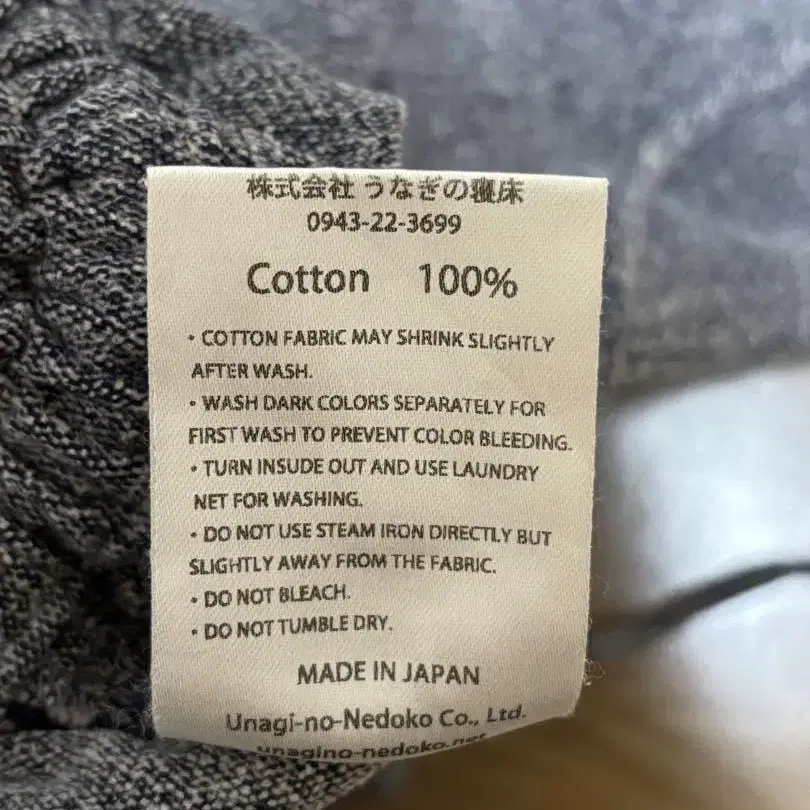 株式会社 うなぎの寝床
0943-22-3699
Cotton 100%
・COTTON FABRIC MAY SHRINK SLIGHTLY
AFTER WASH.
・WASH DARK COLORS SEPARATELY FOR
FIRST WASH TO PREVENT COLOR BLEEDING.
・TURN INSUDE OUT AND USE LAUNDRY
NET FOR WASHING.
・DO NOT USE STEAM IRON DIRECTLY BUT
SLIGHTLY AWAY FROM THE FABRIC.
・DO NOT BLEACH.
・DO NOT TUMBLE DRY.
MADE IN JAPAN
Unagi-no-Nedoko Co., Ltd.
unagino-nedoko.net